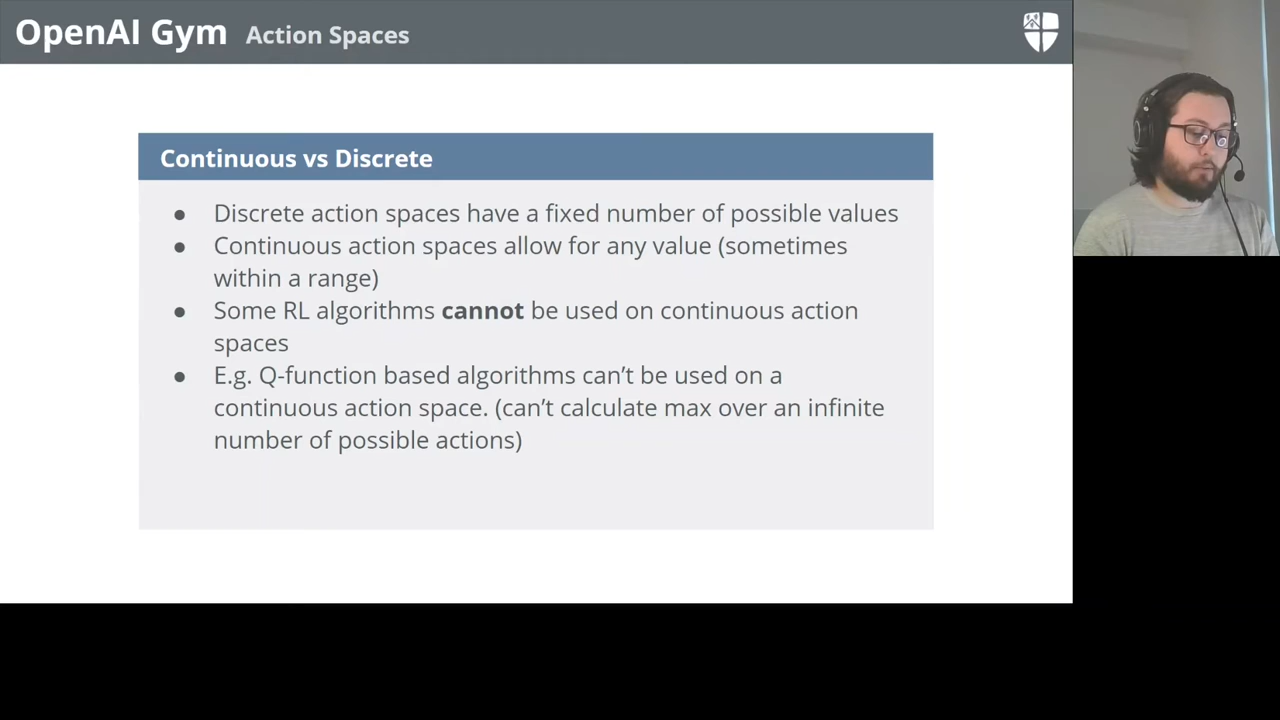 OpenAI Gym Action Spaces
Continuous vs Discrete
● Discrete action spaces have a fixed number of possible values
● Continuous action spaces allow for any value (sometimes
within a range)
● Some RL algorithms cannot be used on continuous action
spaces
● E.g. Q-function based algorithms can't be used on a
continuous action space. (can't calculate max over an infinite
number of possible actions)